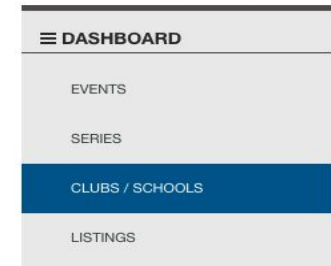 DASHBOARD
EVENTS
SERIES
CLUBS / SCHOOLS
LISTINGS